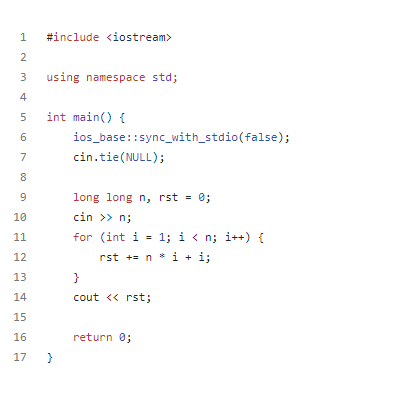 1 #include <iostream>
2
3 using namespace std;
4
5 int main() {
6     ios_base::sync_with_stdio(false);
7     cin.tie(NULL);
8
9     long long n, rst = 0;
10     cin >> n;
11     for (int i = 1; i < n; i++) {
12         rst += n * i + i;
13     }
14     cout << rst;
15
16     return 0;
17 }